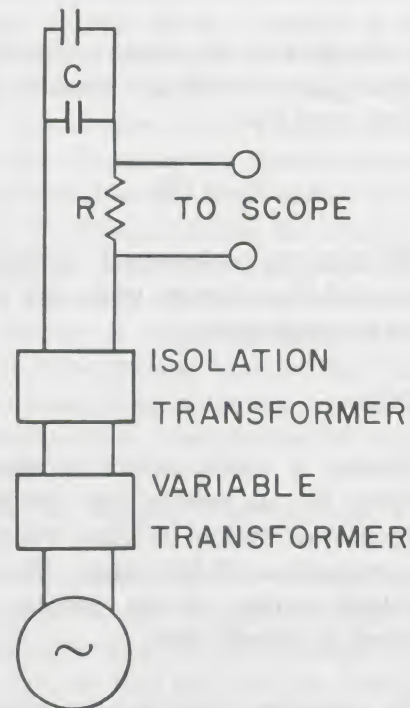 C
R TO SCOPE
ISOLATION
TRANSFORMER
VARIABLE
TRANSFORMER
~